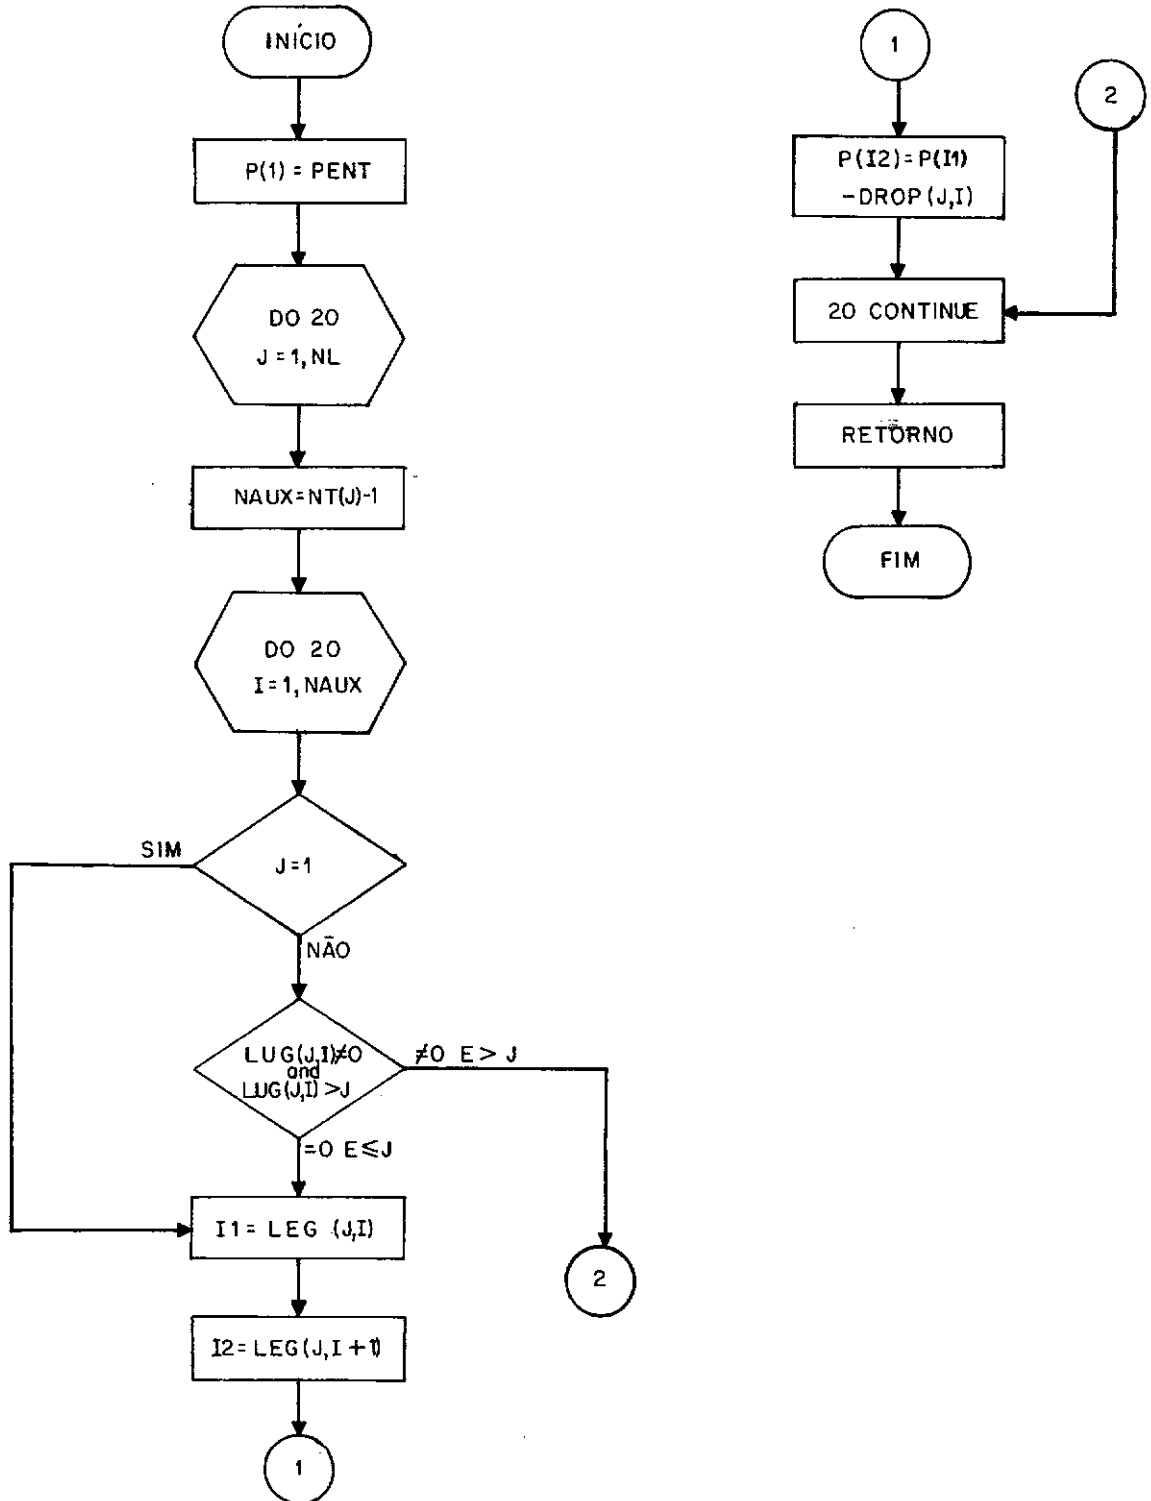 INÍCIO
P(1) = PENT
DO 20
J = 1, NL
NAUX=NT(J)-1
DO 20
I = 1, NAUX
J=1
SIM
NÃO
LUG(J,I)≠0
and
LUG(J,I) >J
≠0 E > J
=0 E ≤ J
I1 = LEG (J,I)
I2=LEG(J,I + 1)
1
2
1
2
P(I2)=P(I1)
-DROP(J,I)
20 CONTINUE
RETORNO
FIM